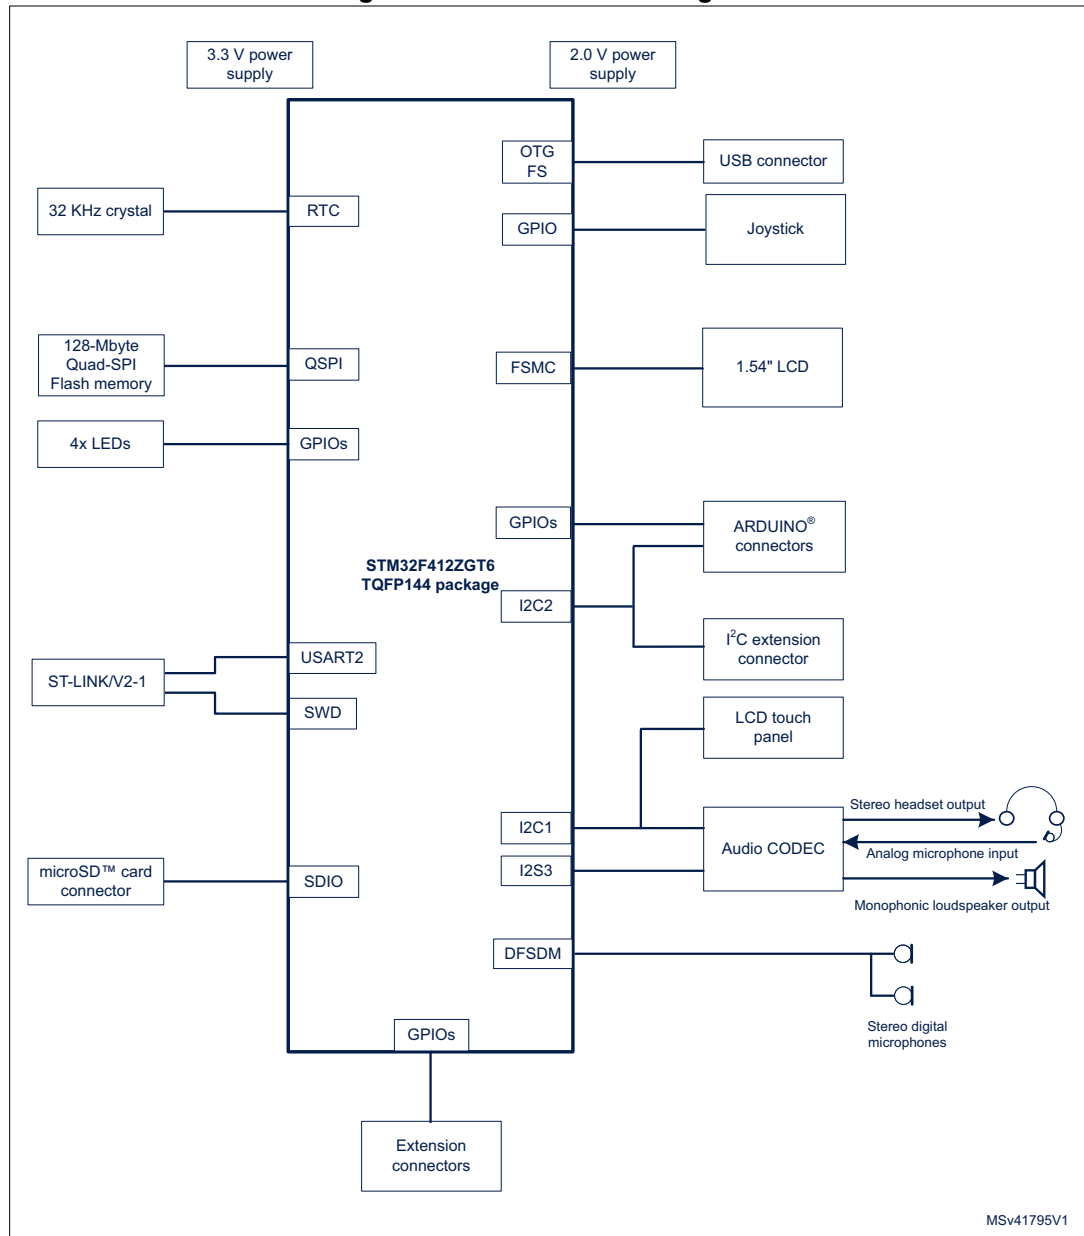 3.3 V power
supply
2.0 V power
supply
OTG
FS
USB connector
32 KHz crystal
RTC
GPIO
Joystick
128-Mbyte
Quad-SPI
Flash memory
QSPI
FSMC
1.54" LCD
4x LEDs
GPIOs
GPIOs
ARDUINO®
connectors
STM32F412ZGT6
TQFP144 package
I2C2
I²C extension
connector
ST-LINK/V2-1
USART2
SWD
LCD touch
panel
I2C1
I2S3
Audio CODEC
Stereo headset output
Analog microphone input
Monophonic loudspeaker output
microSD™ card
connector
SDIO
DFSDM
Stereo digital
microphones
GPIOs
Extension
connectors
MSv41795V1